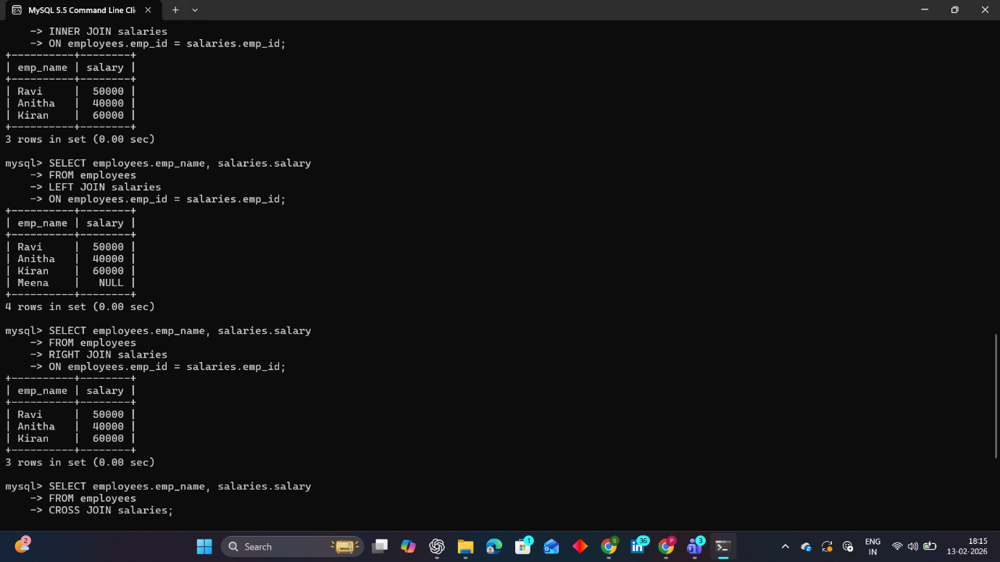 MySQL 5.5 Command Line Cli
-> INNER JOIN salaries
-> ON employees.emp_id = salaries.emp_id;
+----------+--------+
| emp_name | salary |
+----------+--------+
| Ravi     |  50000 |
| Anitha   |  40000 |
| Kiran    |  60000 |
+----------+--------+
3 rows in set (0.00 sec)
mysql> SELECT employees.emp_name, salaries.salary
-> FROM employees
-> LEFT JOIN salaries
-> ON employees.emp_id = salaries.emp_id;
+----------+--------+
| emp_name | salary |
+----------+--------+
| Ravi     |  50000 |
| Anitha   |  40000 |
| Kiran    |  60000 |
| Meena    |   NULL |
+----------+--------+
4 rows in set (0.00 sec)
mysql> SELECT employees.emp_name, salaries.salary
-> FROM employees
-> RIGHT JOIN salaries
-> ON employees.emp_id = salaries.emp_id;
+----------+--------+
| emp_name | salary |
+----------+--------+
| Ravi     |  50000 |
| Anitha   |  40000 |
| Kiran    |  60000 |
+----------+--------+
3 rows in set (0.00 sec)
mysql> SELECT employees.emp_name, salaries.salary
-> FROM employees
-> CROSS JOIN salaries;
2
Search
1
S
36
P
3
ENG
IN
18:15
13-02-2026